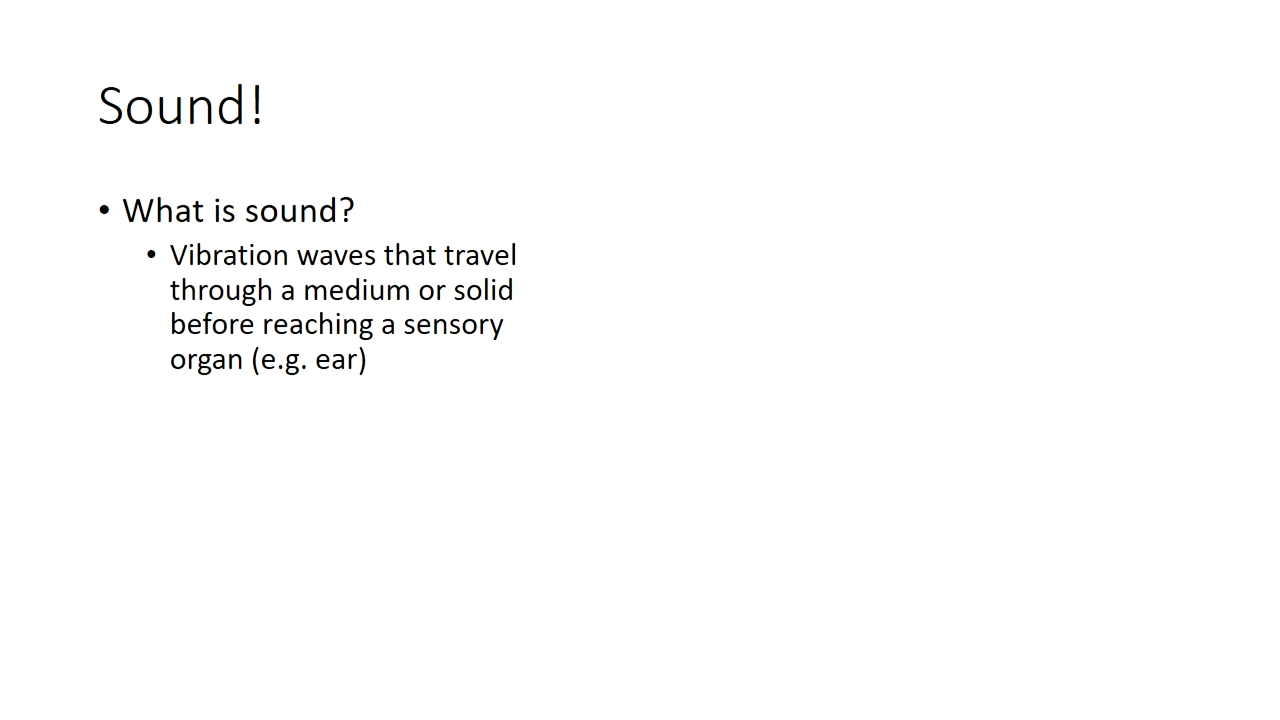 Sound!
• What is sound?
• Vibration waves that travel
through a medium or solid
before reaching a sensory
organ (e.g. ear)